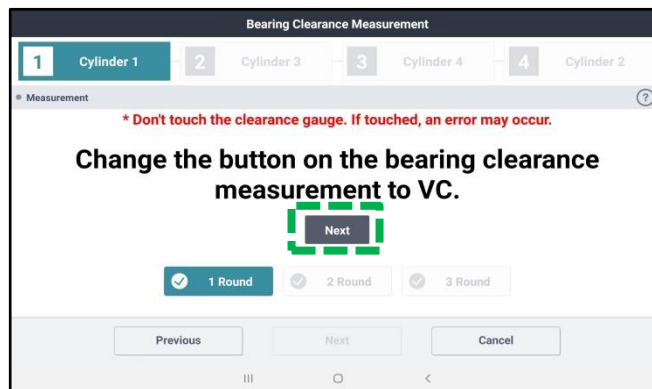 Bearing Clearance Measurement
1 Cylinder 1 2 Cylinder 3 3 Cylinder 4 4 Cylinder 2
Measurement ?
* Don't touch the clearance gauge. If touched, an error may occur.
Change the button on the bearing clearance
measurement to VC.
Next
1 Round 2 Round 3 Round
Previous Next Cancel